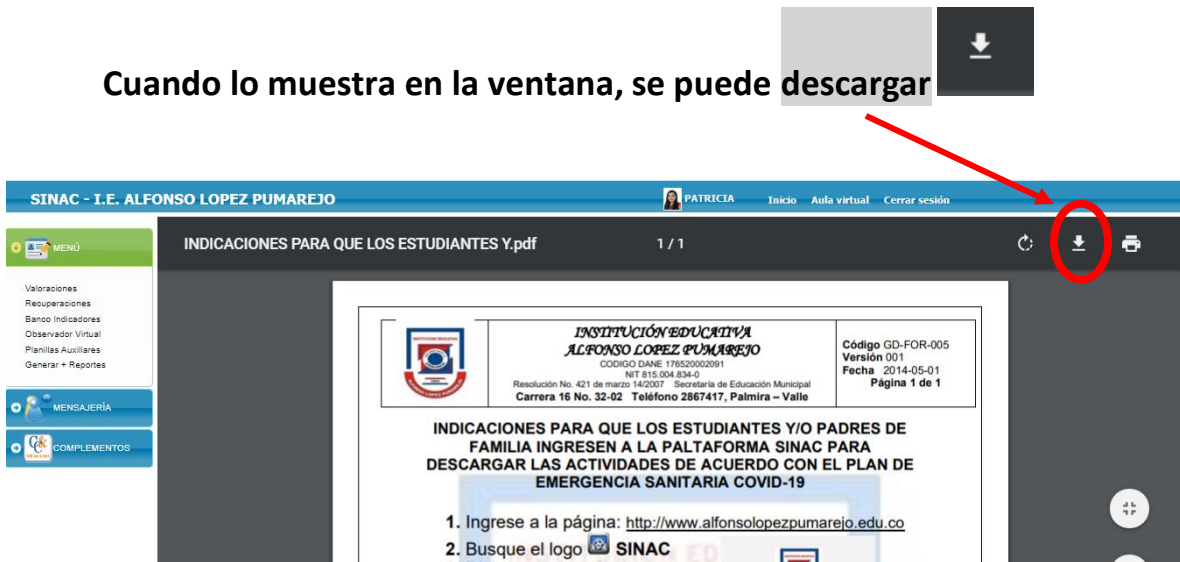 Cuando lo muestra en la ventana, se puede descargar
SINAC - I.E. ALFONSO LOPEZ PUMAREJO
PATRICIA
Inicio Aula virtual Cerrar sesión
MENÚ
Valoraciones
Recuperaciones
Banco Indicadores
Observador Virtual
Planillas Auxiliares
Generar + Reportes
MENSAJERÍA
COMPLEMENTOS
INDICACIONES PARA QUE LOS ESTUDIANTES Y.pdf
1 / 1
INSTITUCIÓN EDUCATIVA
ALFONSO LOPEZ PUMAREJO
CODIGO DANE 176520002091
NIT 815.004.834-0
Resolución No. 421 de marzo 14/2007 Secretaria de Educación Municipal
Carrera 16 No. 32-02 Teléfono 2867417, Palmira – Valle
Código GD-FOR-005
Versión 001
Fecha 2014-05-01
Página 1 de 1
INDICACIONES PARA QUE LOS ESTUDIANTES Y/O PADRES DE
FAMILIA INGRESEN A LA PALTAFORMA SINAC PARA
DESCARGAR LAS ACTIVIDADES DE ACUERDO CON EL PLAN DE
EMERGENCIA SANITARIA COVID-19
1. Ingrese a la página: http://www.alfonsolopezpumarejo.edu.co
2. Busque el logo SINAC